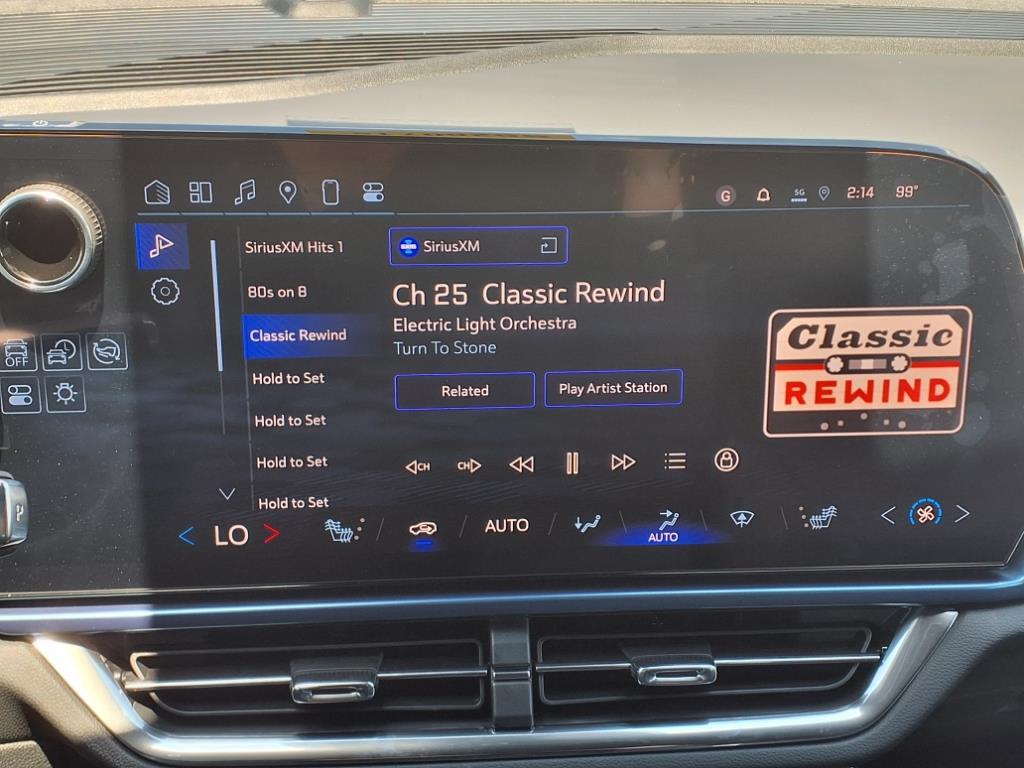 G
5G
2:14
99°
SiriusXM Hits 1
80s on 8
Classic Rewind
Hold to Set
Hold to Set
Hold to Set
Hold to Set
SiriusXM
Ch 25 Classic Rewind
Electric Light Orchestra
Turn To Stone
Related
Play Artist Station
Classic
REWIND
OFF
CH
CH
LO
AUTO
AUTO